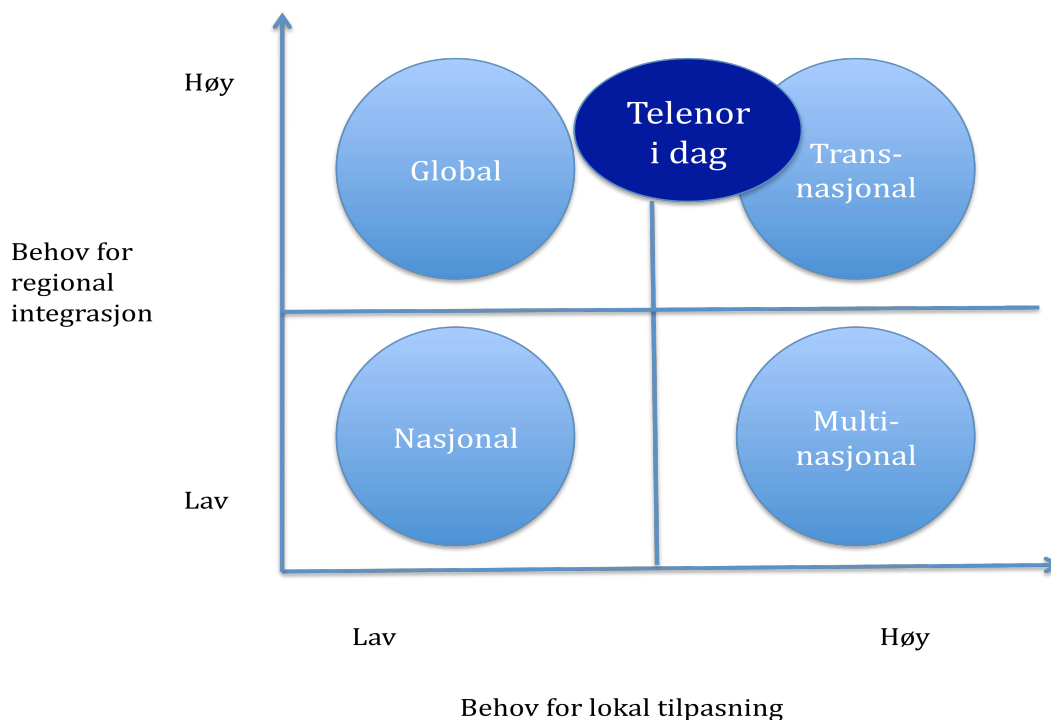 Høy
Telenor
i dag
Global
Trans-
nasjonal
Behov for
regional
integrasjon
Nasjonal
Multi-
nasjonal
Lav
Lav
Høy
Behov for lokal tilpasning